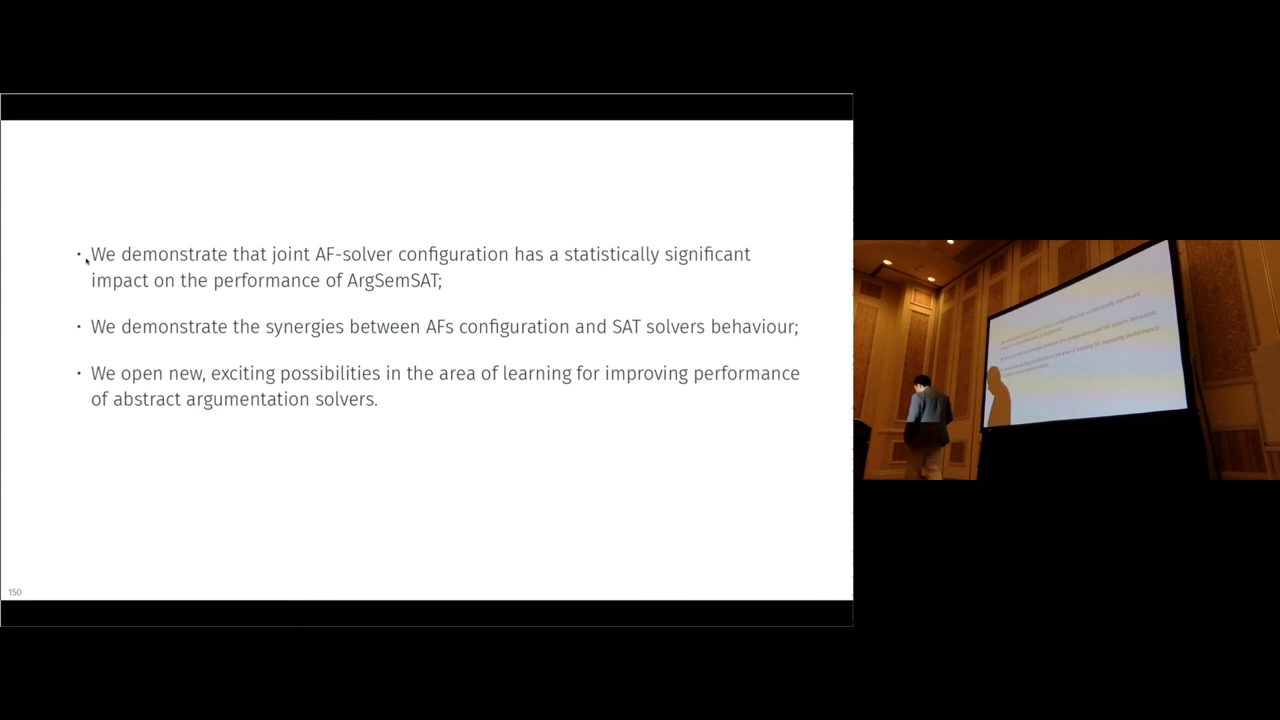 · We demonstrate that joint AF-solver configuration has a statistically significant
impact on the performance of ArgSemSAT;
· We demonstrate the synergies between AFs configuration and SAT solvers behaviour;
· We open new, exciting possibilities in the area of learning for improving performance
of abstract argumentation solvers.
150